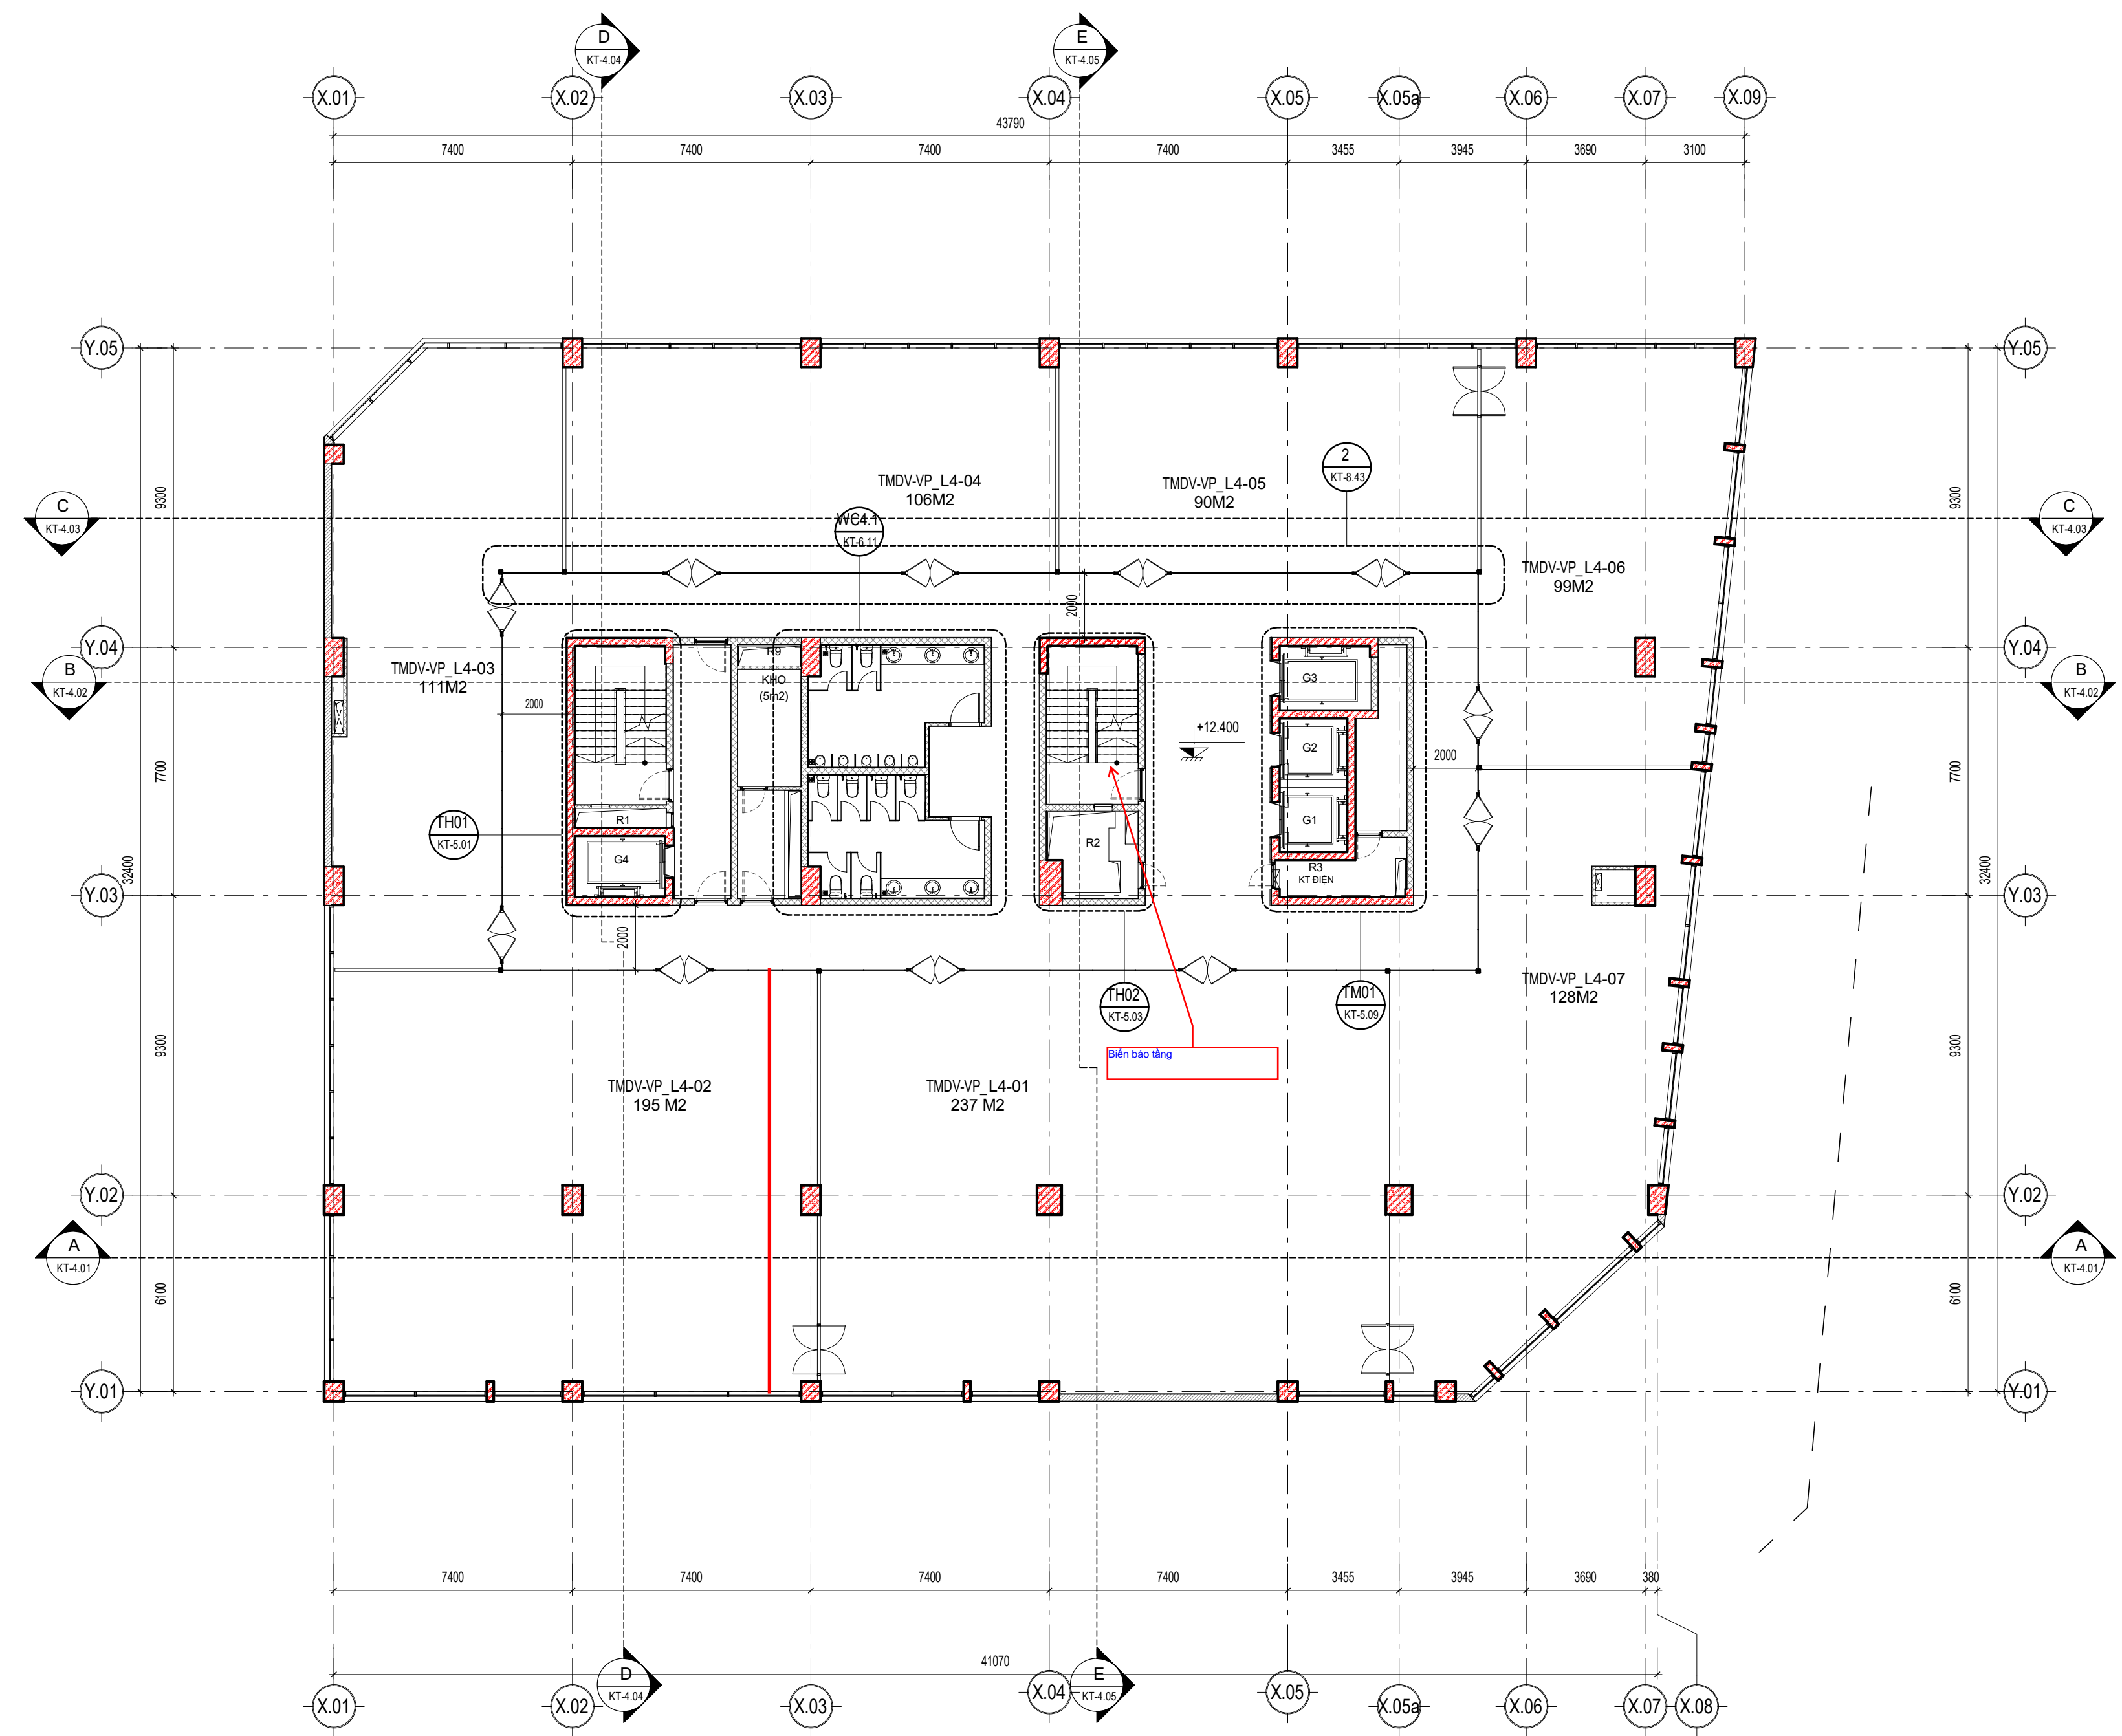 D
KT-4.04
E
KT-4.05
X.01
X.02
X.03
X.04
X.05
X.05a
X.06
X.07
X.09
43790
7400
7400
7400
7400
3455
3945
3690
3100
Y.05
Y.05
2
KT-8.43
TMDV-VP_L4-04
106M2
TMDV-VP_L4-05
90M2
9300
9300
C
KT-4.03
WC4.1
KT-6.11
C
KT-4.03
TMDV-VP_L4-06
99M2
2000
Y.04
Y.04
B
KT-4.02
TMDV-VP_L4-03
111M2
R9
KHO
(5m2)
G3
B
KT-4.02
2000
+12.400
G2
2000
7700
7700
TH01
KT-5.01
R1
G1
G4
R2
R3
KT ĐIỆN
32400
32400
Y.03
Y.03
2000
TH02
KT-5.03
TM01
KT-5.09
TMDV-VP_L4-07
128M2
9300
9300
Biển báo tầng
TMDV-VP_L4-02
195 M2
TMDV-VP_L4-01
237 M2
Y.02
Y.02
A
KT-4.01
A
KT-4.01
6100
6100
Y.01
Y.01
7400
7400
7400
7400
3455
3945
3690
380
41070
D
KT-4.04
E
KT-4.05
X.01
X.02
X.03
X.04
X.05
X.05a
X.06
X.07
X.08